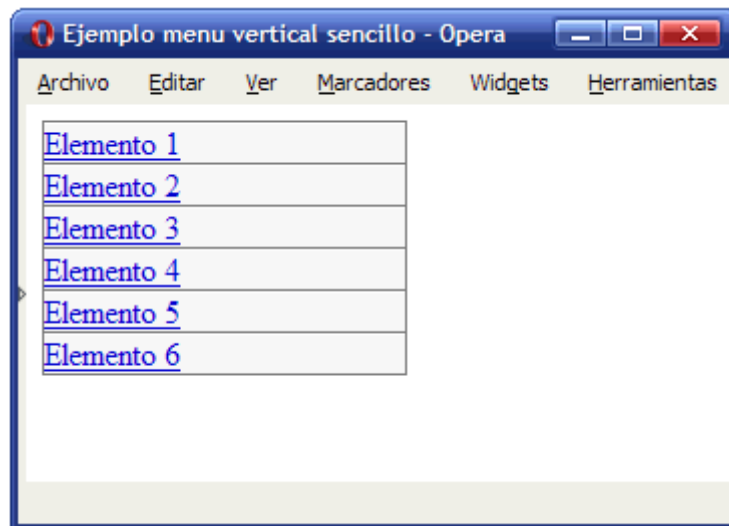 Ejemplo menu vertical sencillo - Opera
Archivo Editar Ver Marcadores Widgets Herramientas
Elemento 1
Elemento 2
Elemento 3
Elemento 4
Elemento 5
Elemento 6